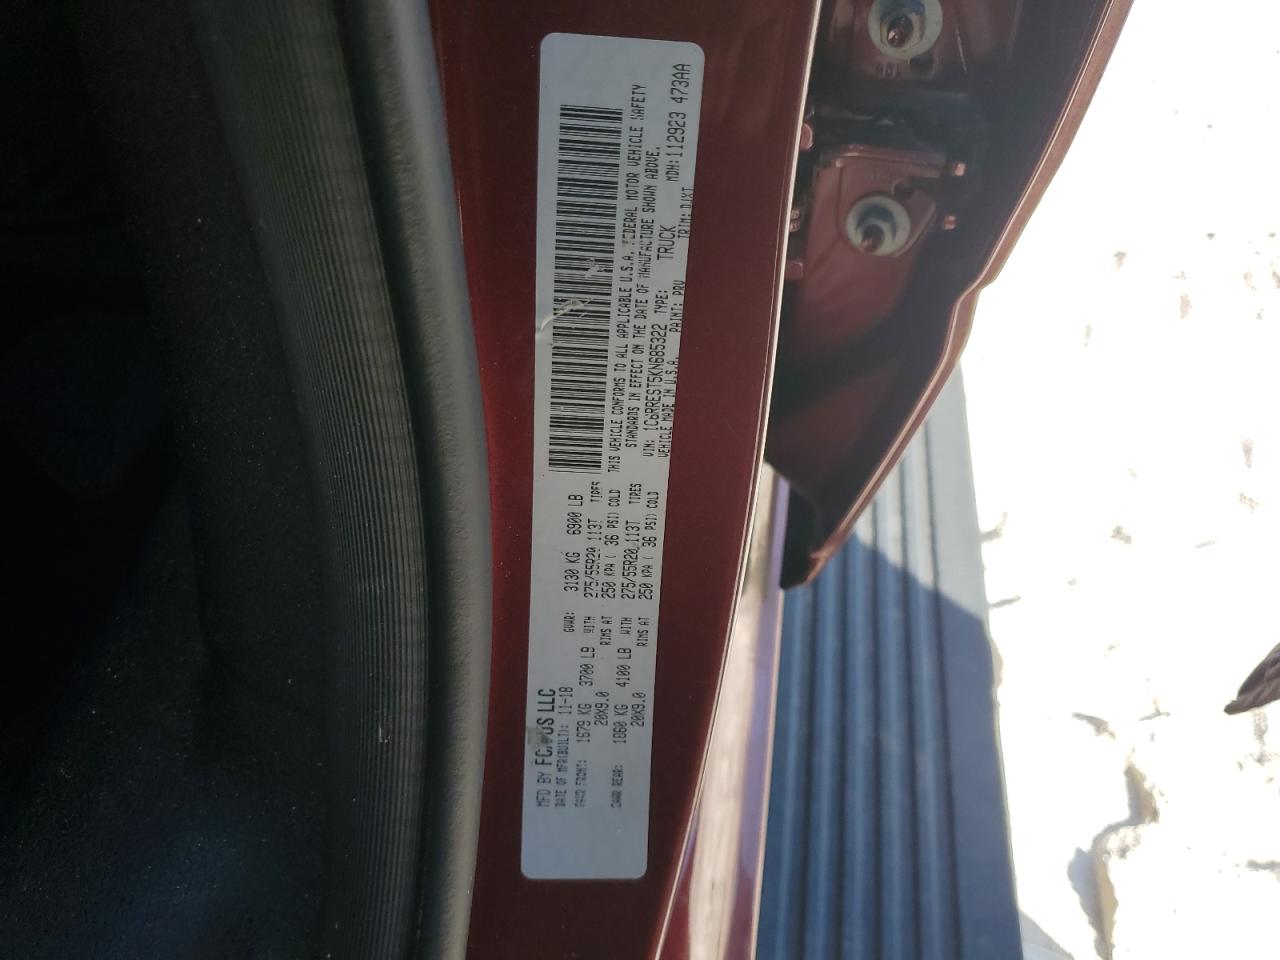 MFD BY FCA US LLC
DATE OF MFR(BUILT): 11-18 GVWR: 3130 KG 6900 LB
GAWR FRONT: 1679 KG 3700 LB WITH 275/55R20 113T TIRES
20X9.0 RIMS AT 250 KPA ( 36 PSI) COLD
GAWR REAR: 1860 KG 4100 LB WITH 275/55R20 113T TIRES
20X9.0 RIMS AT 250 KPA ( 36 PSI) COLD
THIS VEHICLE CONFORMS TO ALL APPLICABLE U.S.A. FEDERAL MOTOR VEHICLE SAFETY
STANDARDS IN EFFECT ON THE DATE OF MANUFACTURE SHOWN ABOVE.
VIN: 1C6RREST5KN685322 TYPE: TRUCK
VEHICLE MADE IN U.S.A. PAINT: PRV TRIM: DJXT MDH:112923 473AA